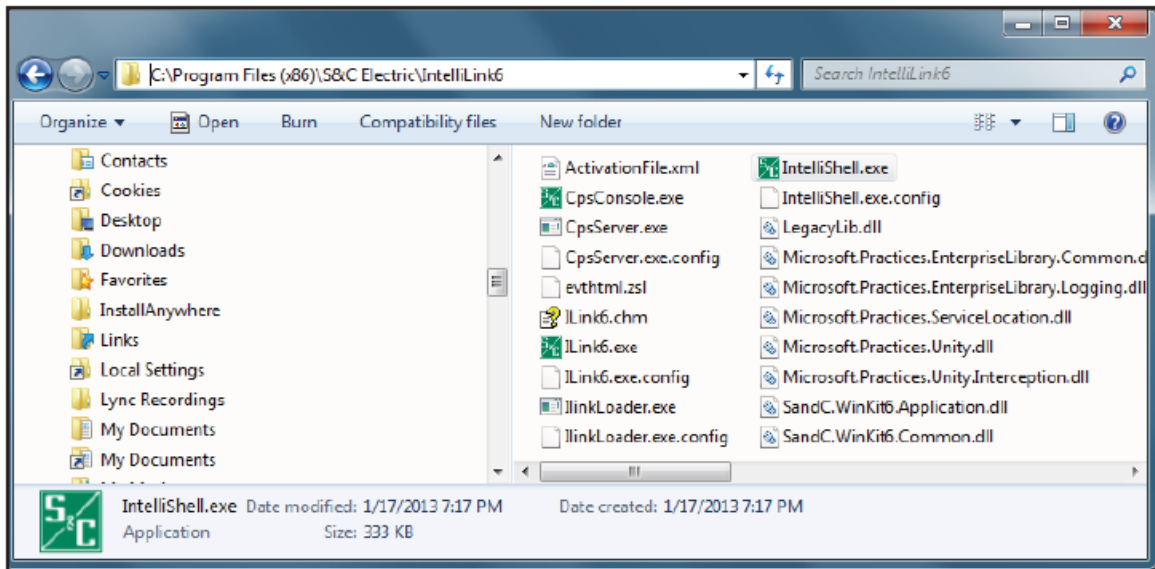 C:\Program Files (x86)\S&C Electric\IntelliLink6
Search IntelliLink6
Organize
Open
Burn
Compatibility files
New folder
Contacts
Cookies
Desktop
Downloads
Favorites
InstallAnywhere
Links
Local Settings
Lync Recordings
My Documents
My Documents
ActivationFile.xml
CpsConsole.exe
CpsServer.exe
CpsServer.exe.config
evthtml.zsl
ILink6.chm
ILink6.exe
ILink6.exe.config
IlinkLoader.exe
IlinkLoader.exe.config
IntelliShell.exe
IntelliShell.exe.config
LegacyLib.dll
Microsoft.Practices.EnterpriseLibrary.Common.d
Microsoft.Practices.EnterpriseLibrary.Logging.dll
Microsoft.Practices.ServiceLocation.dll
Microsoft.Practices.Unity.dll
Microsoft.Practices.Unity.Interception.dll
SandC.WinKit6.Application.dll
SandC.WinKit6.Common.dll
S&C
IntelliShell.exe Date modified: 1/17/2013 7:17 PM Date created: 1/17/2013 7:17 PM
Application Size: 333 KB